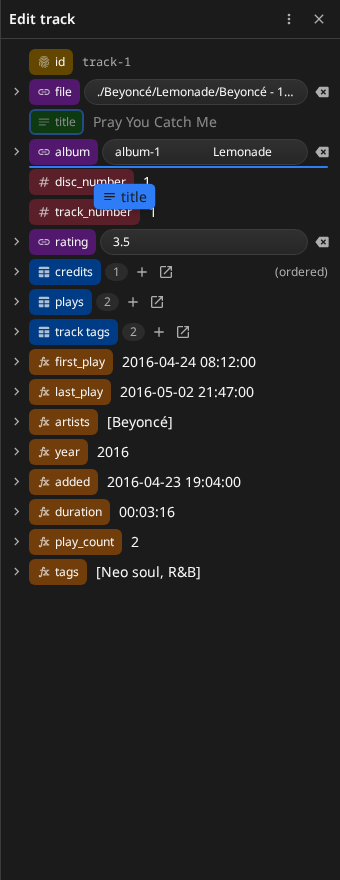 Edit track
id track-1
file ./Beyoncé/Lemonade/Beyoncé - 1...
title Pray You Catch Me
album album-1 Lemonade
disc_number 1
title
track_number 1
rating 3.5
credits 1 (ordered)
plays 2
track tags 2
first_play 2016-04-24 08:12:00
last_play 2016-05-02 21:47:00
artists [Beyoncé]
year 2016
added 2016-04-23 19:04:00
duration 00:03:16
play_count 2
tags [Neo soul, R&B]